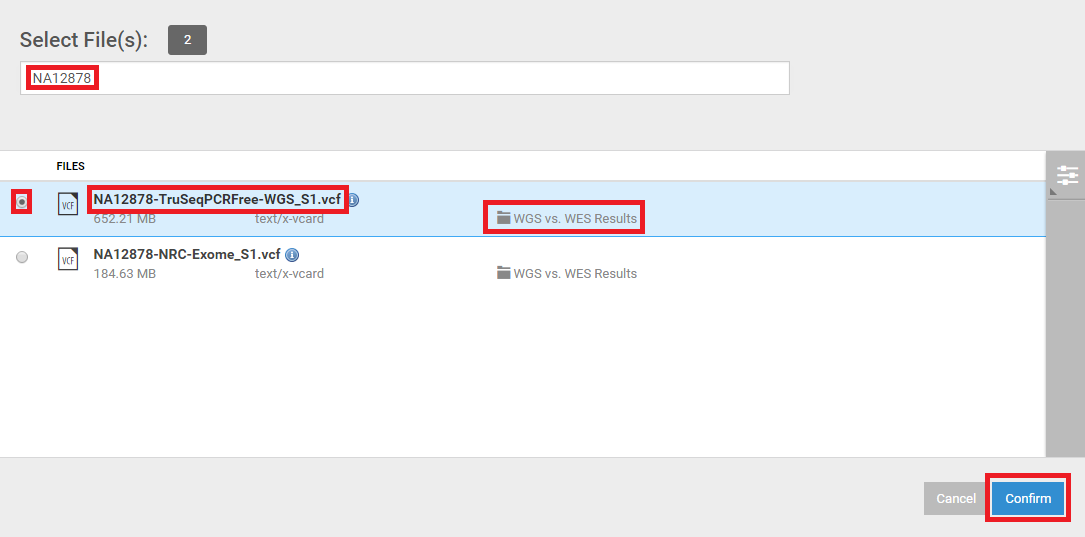 Select File(s): 2
NA12878
FILES
VCF NA12878-TruSeqPCRFree-WGS_S1.vcf i
652.21 MB text/x-vcard WGS vs. WES Results
VCF NA12878-NRC-Exome_S1.vcf i
184.63 MB text/x-vcard WGS vs. WES Results
Cancel Confirm